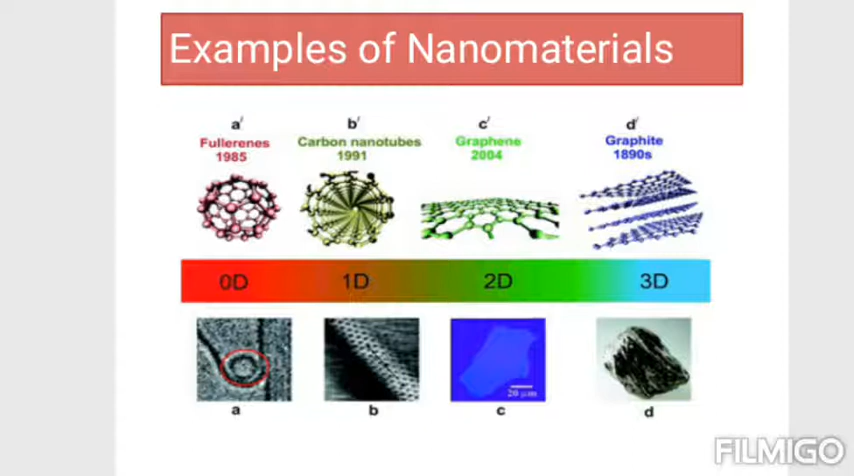 Examples of Nanomaterials
a′ b′ c′ d′
Fullerenes Carbon nanotubes Graphene Graphite
1985 1991 2004 1890s
0D 1D 2D 3D
20 µm
a b c d
FILMIGO